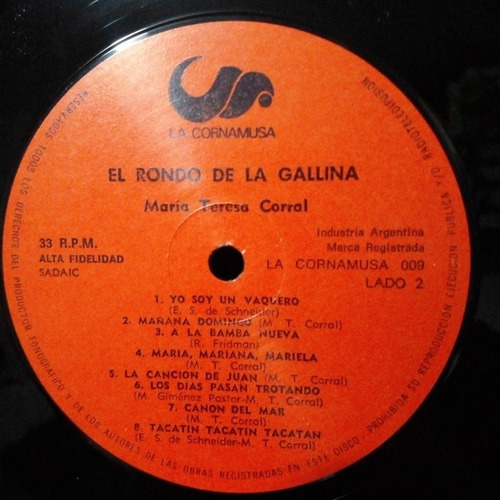 LA CORNAMUSA
EL RONDO DE LA GALLINA
María Teresa Corral
33 R.P.M.
ALTA FIDELIDAD
SADAIC
Industria Argentina
Marca Registrada
LA CORNAMUSA 009
LADO 2
1. YO SOY UN VAQUERO
(E. S. de Schneider)
2. MAÑANA DOMINGO (M. T. Corral)
3. A LA BAMBA NUEVA
(R. Fridman)
4. MARIA, MARIANA, MARIELA
(M. T. Corral)
5. LA CANCION DE JUAN (M. T. Corral)
6. LOS DIAS PASAN TROTANDO
(M. Giménez Pastor-M. T. Corral)
7. CANON DEL MAR
(M. T. Corral)
8. TACATIN TACATIN TACATAN
(E. S. de Schneider-M. T. Corral)
RESERVADOS TODOS LOS DERECHOS DEL PRODUCTOR FONOGRAFICO Y DE LOS AUTORES DE LAS OBRAS REGISTRADAS EN ESTE DISCO. PROHIBIDA SU REPRODUCCION EJECUCION PUBLICA Y/O RADIOTELEDIFUSION